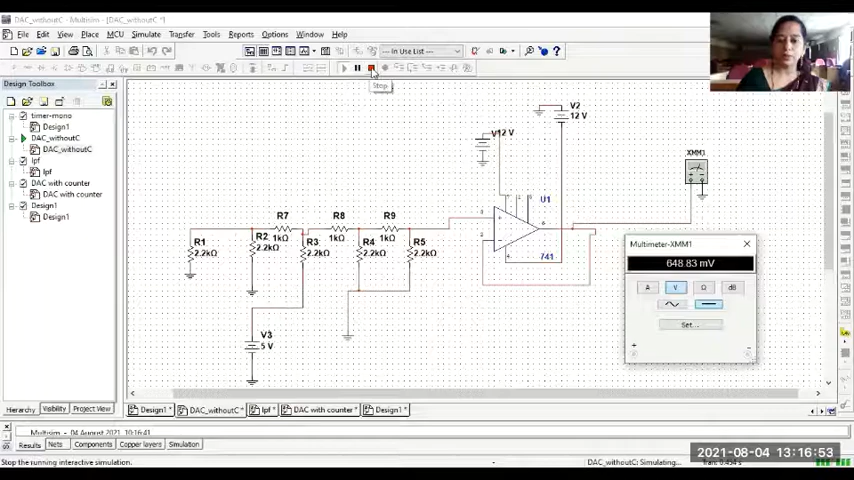 DAC_withoutC - Multisim - [DAC_withoutC *]
File Edit View Place MCU Simulate Transfer Tools Reports Options Window Help
--- In Use List ---
Stop
Design Toolbox
timer-mono
Design1
DAC_withoutC
DAC_withoutC
lpf
lpf
DAC with counter
DAC with counter
Design1
Design1
V2
12 V
12 V
XMM1
U1
R7
R8
R9
1kΩ
1kΩ
1kΩ
R1
2.2kΩ
R2
2.2kΩ
R3
2.2kΩ
R4
2.2kΩ
R5
2.2kΩ
3
2
6
4
741
V3
5 V
Multimeter-XMM1
648.83 mV
A V Ω dB
Set...
+ -
Hierarchy Visibility Project View
Design1 * DAC_withoutC * lpf * DAC with counter * Design1 *
Multisim - 04 August 2021, 10:16:41
Results Nets Components Copper layers Simulation
Stop the running interactive simulation.
DAC_withoutC: Simulating...
2021-08-04 13:16:53